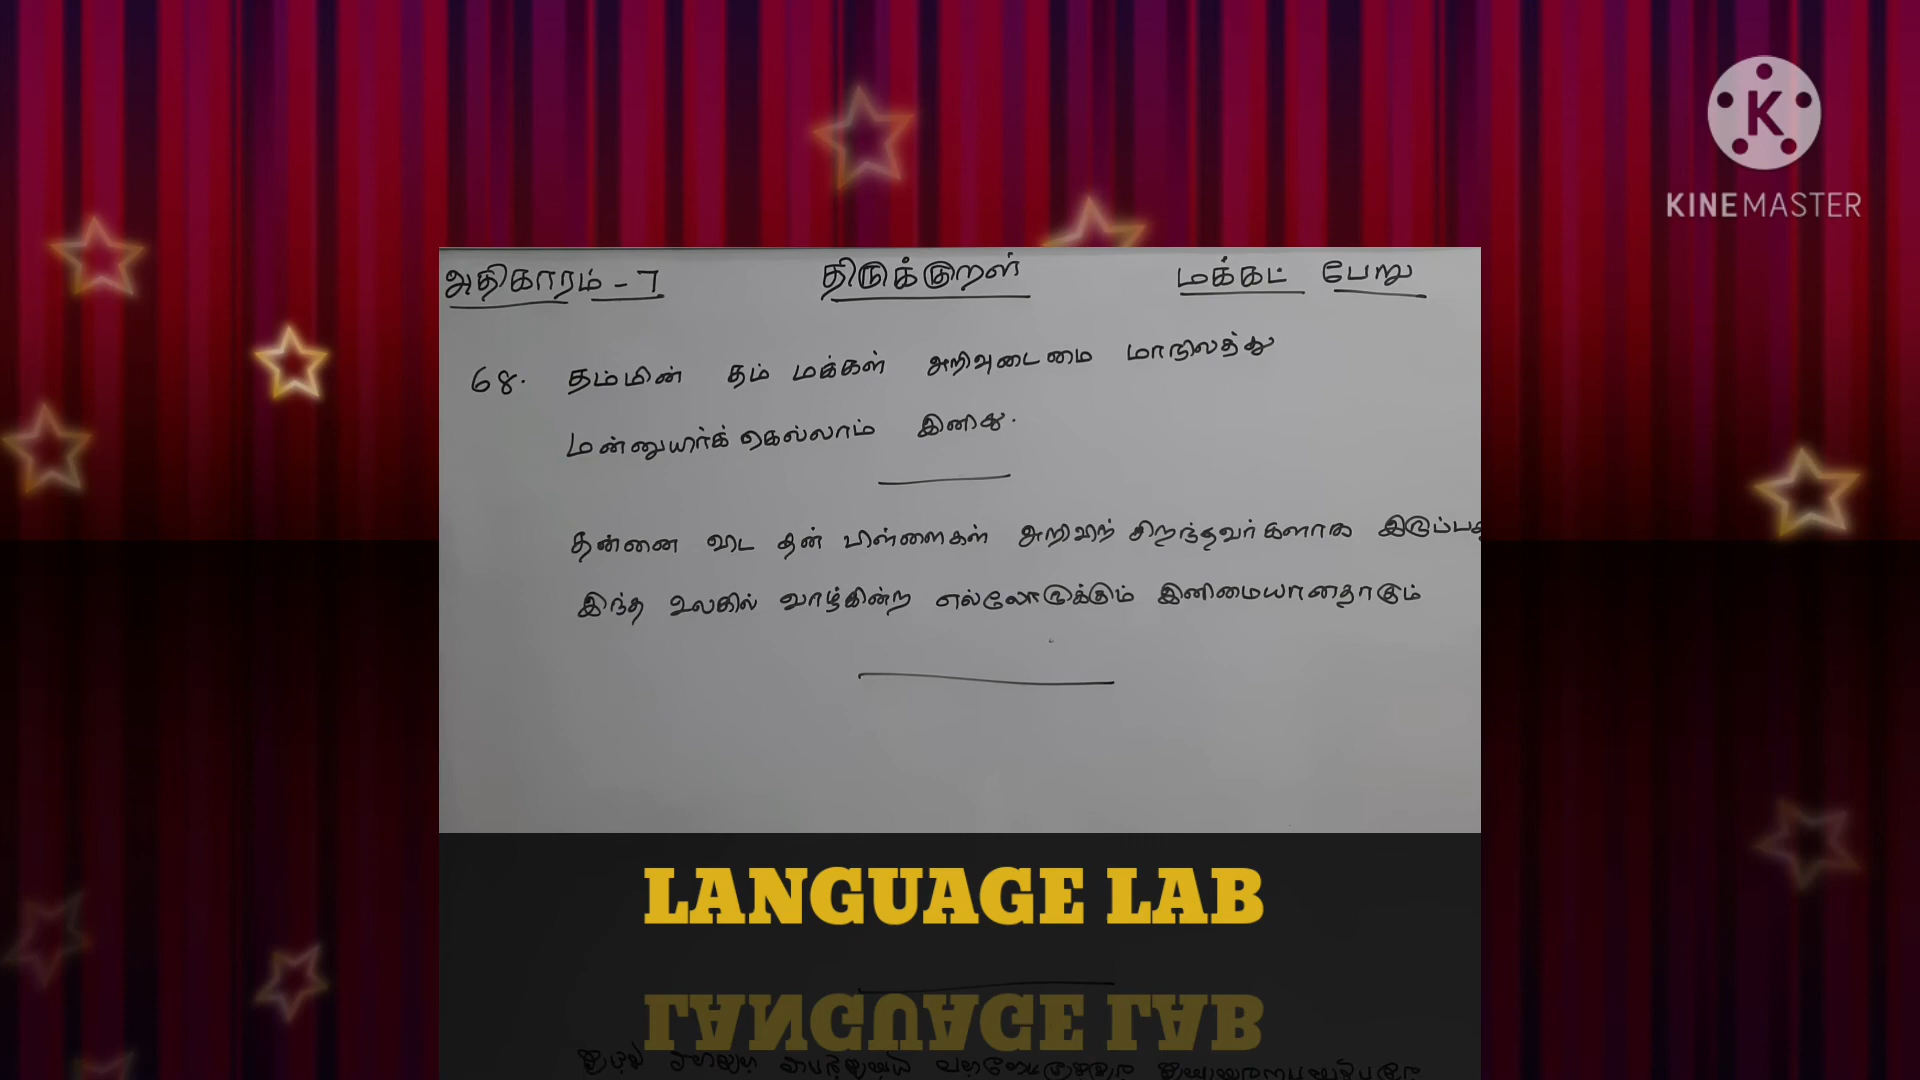 KINEMASTER
அதிகாரம் - 7 திருக்குறள் மக்கட் பேறு
68. தம்மின் தம் மக்கள் அறிவுடைமை மாநிலத்து
மன்னுயிர்க் கெல்லாம் இனிது.
தன்னை விட தன் பிள்ளைகள் அறிவிற் சிறந்தவர்களாக இருப்பது
இந்த உலகில் வாழ்கின்ற எல்லோருக்கும் இனிமையானதாகும்
LANGUAGE LAB